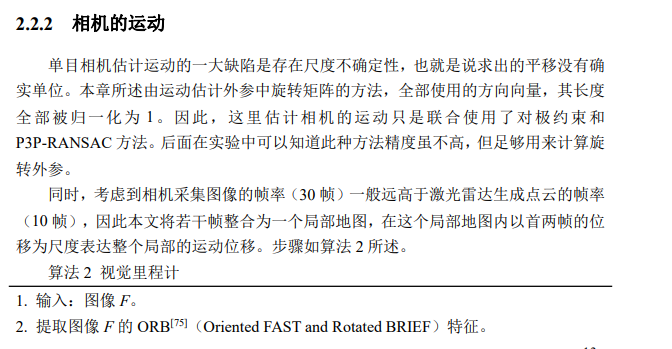 2.2.2 相机的运动
单目相机估计运动的一大缺陷是存在尺度不确定性，也就是说求出的平移没有确
实单位。本章所述由运动估计外参中旋转矩阵的方法，全部使用的方向向量，其长度
全部被归一化为 1。因此，这里估计相机的运动只是联合使用了对极约束和
P3P-RANSAC 方法。后面在实验中可以知道此种方法精度虽不高，但足够用来计算旋
转外参。
同时，考虑到相机采集图像的帧率（30 帧）一般远高于激光雷达生成点云的帧率
（10 帧），因此本文将若干帧整合为一个局部地图，在这个局部地图内以首两帧的位
移为尺度表达整个局部的运动位移。步骤如算法 2 所述。
算法 2 视觉里程计
1. 输入：图像 F。
2. 提取图像 F 的 ORB[75]（Oriented FAST and Rotated BRIEF）特征。